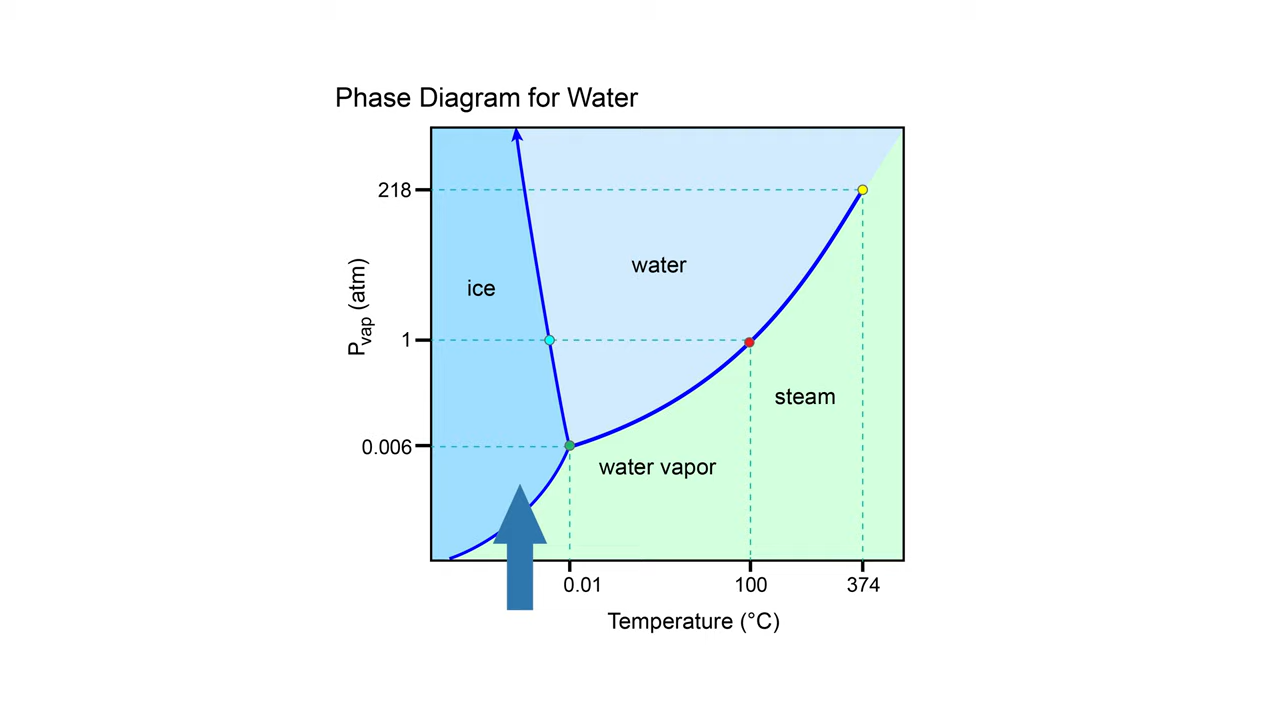 Phase Diagram for Water
218
water
ice
P vap (atm)
1
steam
0.006
water vapor
0.01
100
374
Temperature (°C)